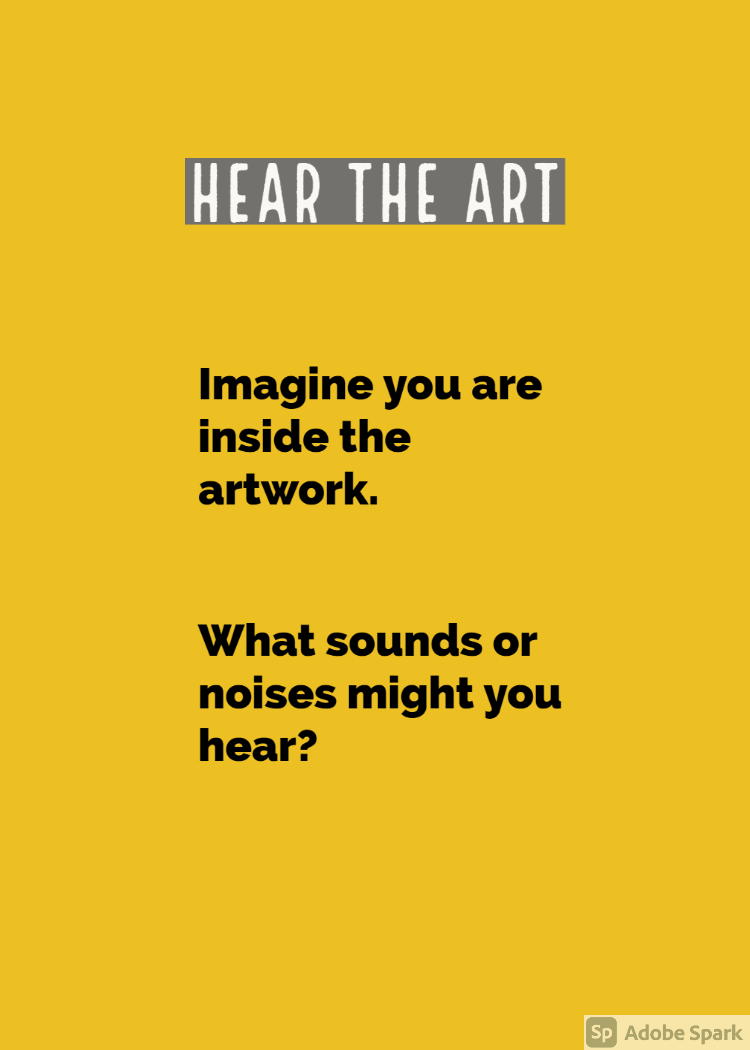 HEAR THE ART
Imagine you are
inside the
artwork.
What sounds or
noises might you
hear?
Sp Adobe Spark